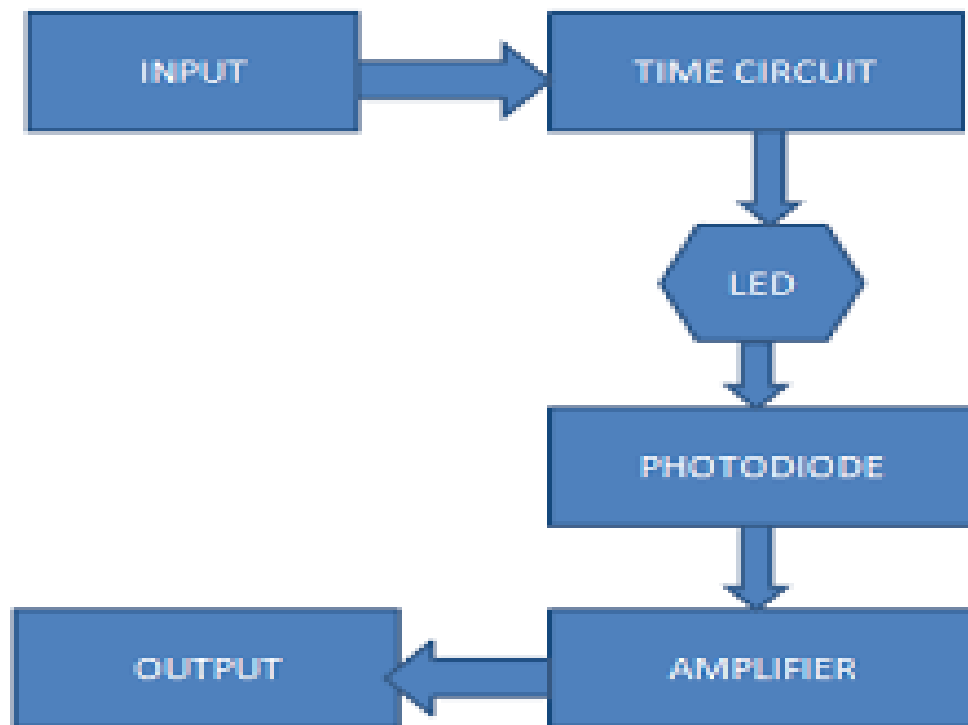 INPUT
TIME CIRCUIT
LED
PHOTODIODE
AMPLIFIER
OUTPUT